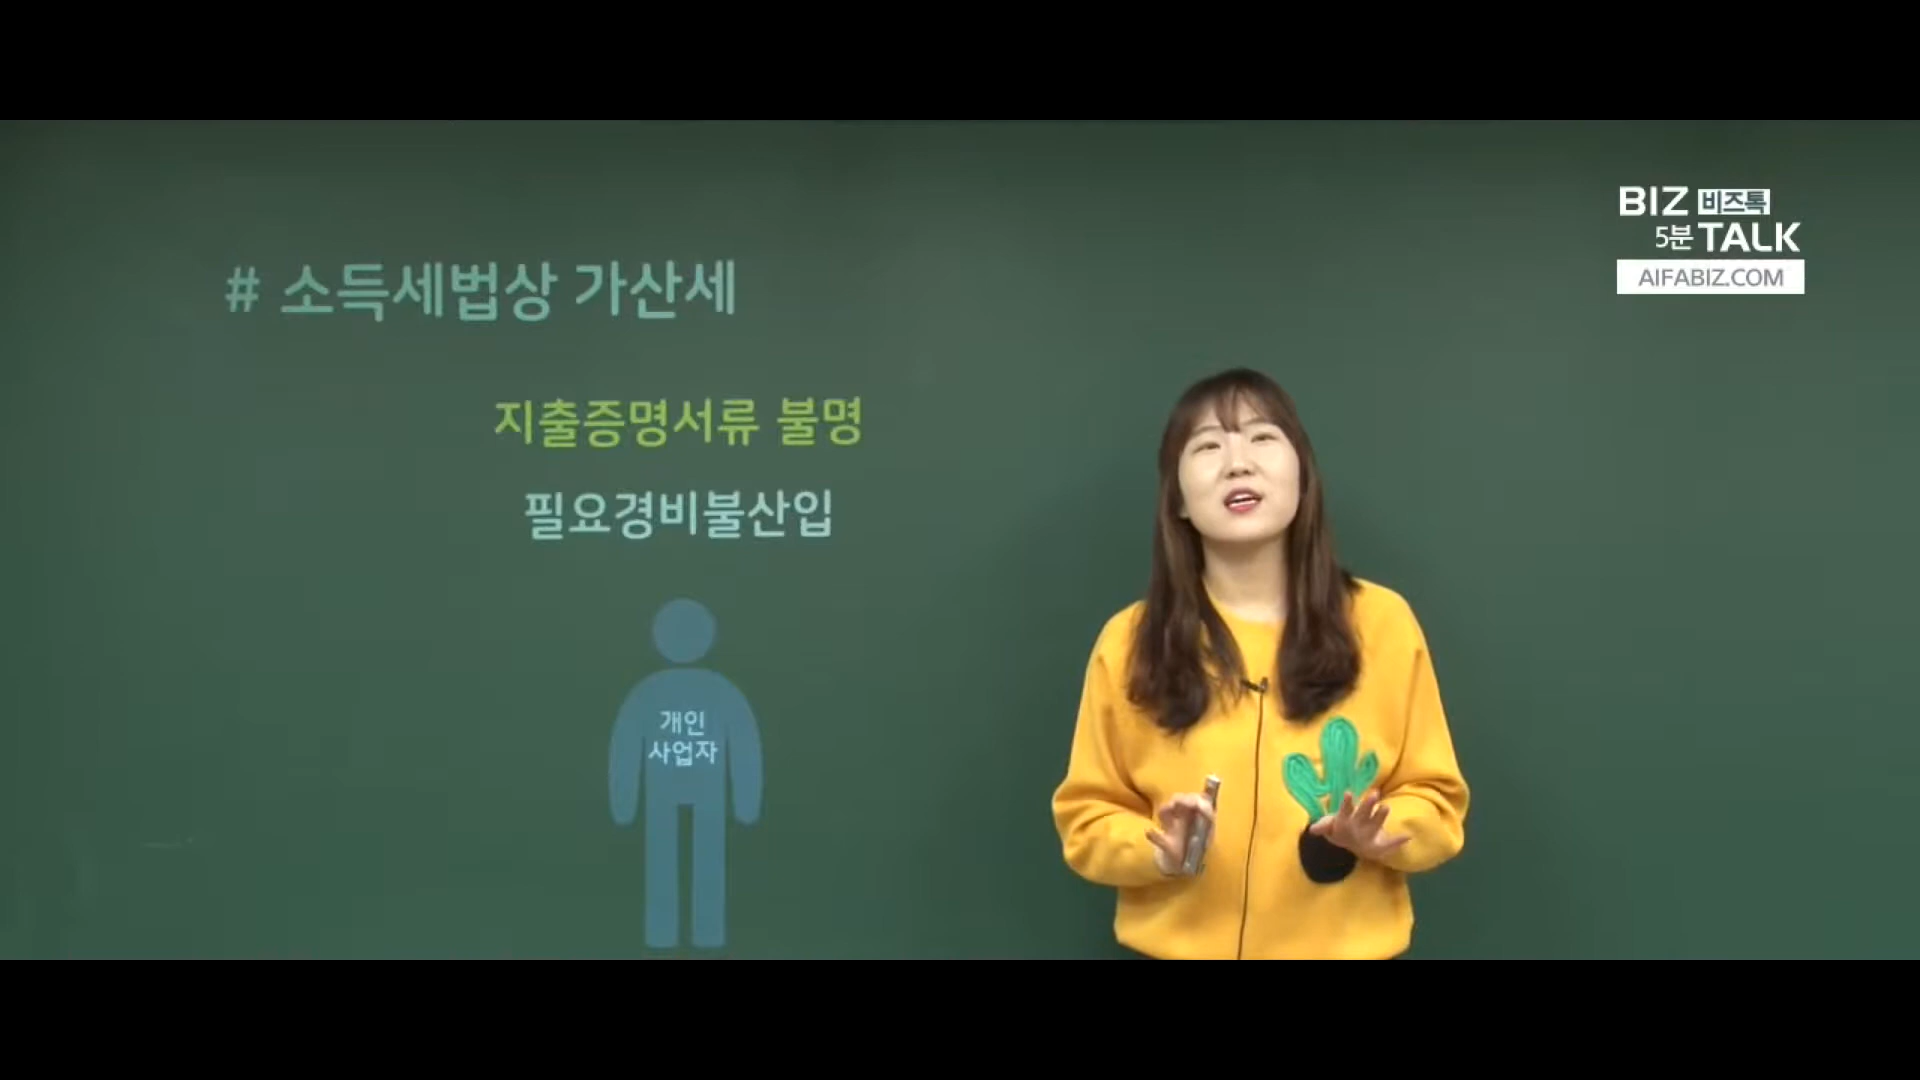 BIZ 비즈톡
5분 TALK
AIFABIZ.COM
# 소득세법상 가산세
지출증명서류 불명
필요경비불산입
개인
사업자